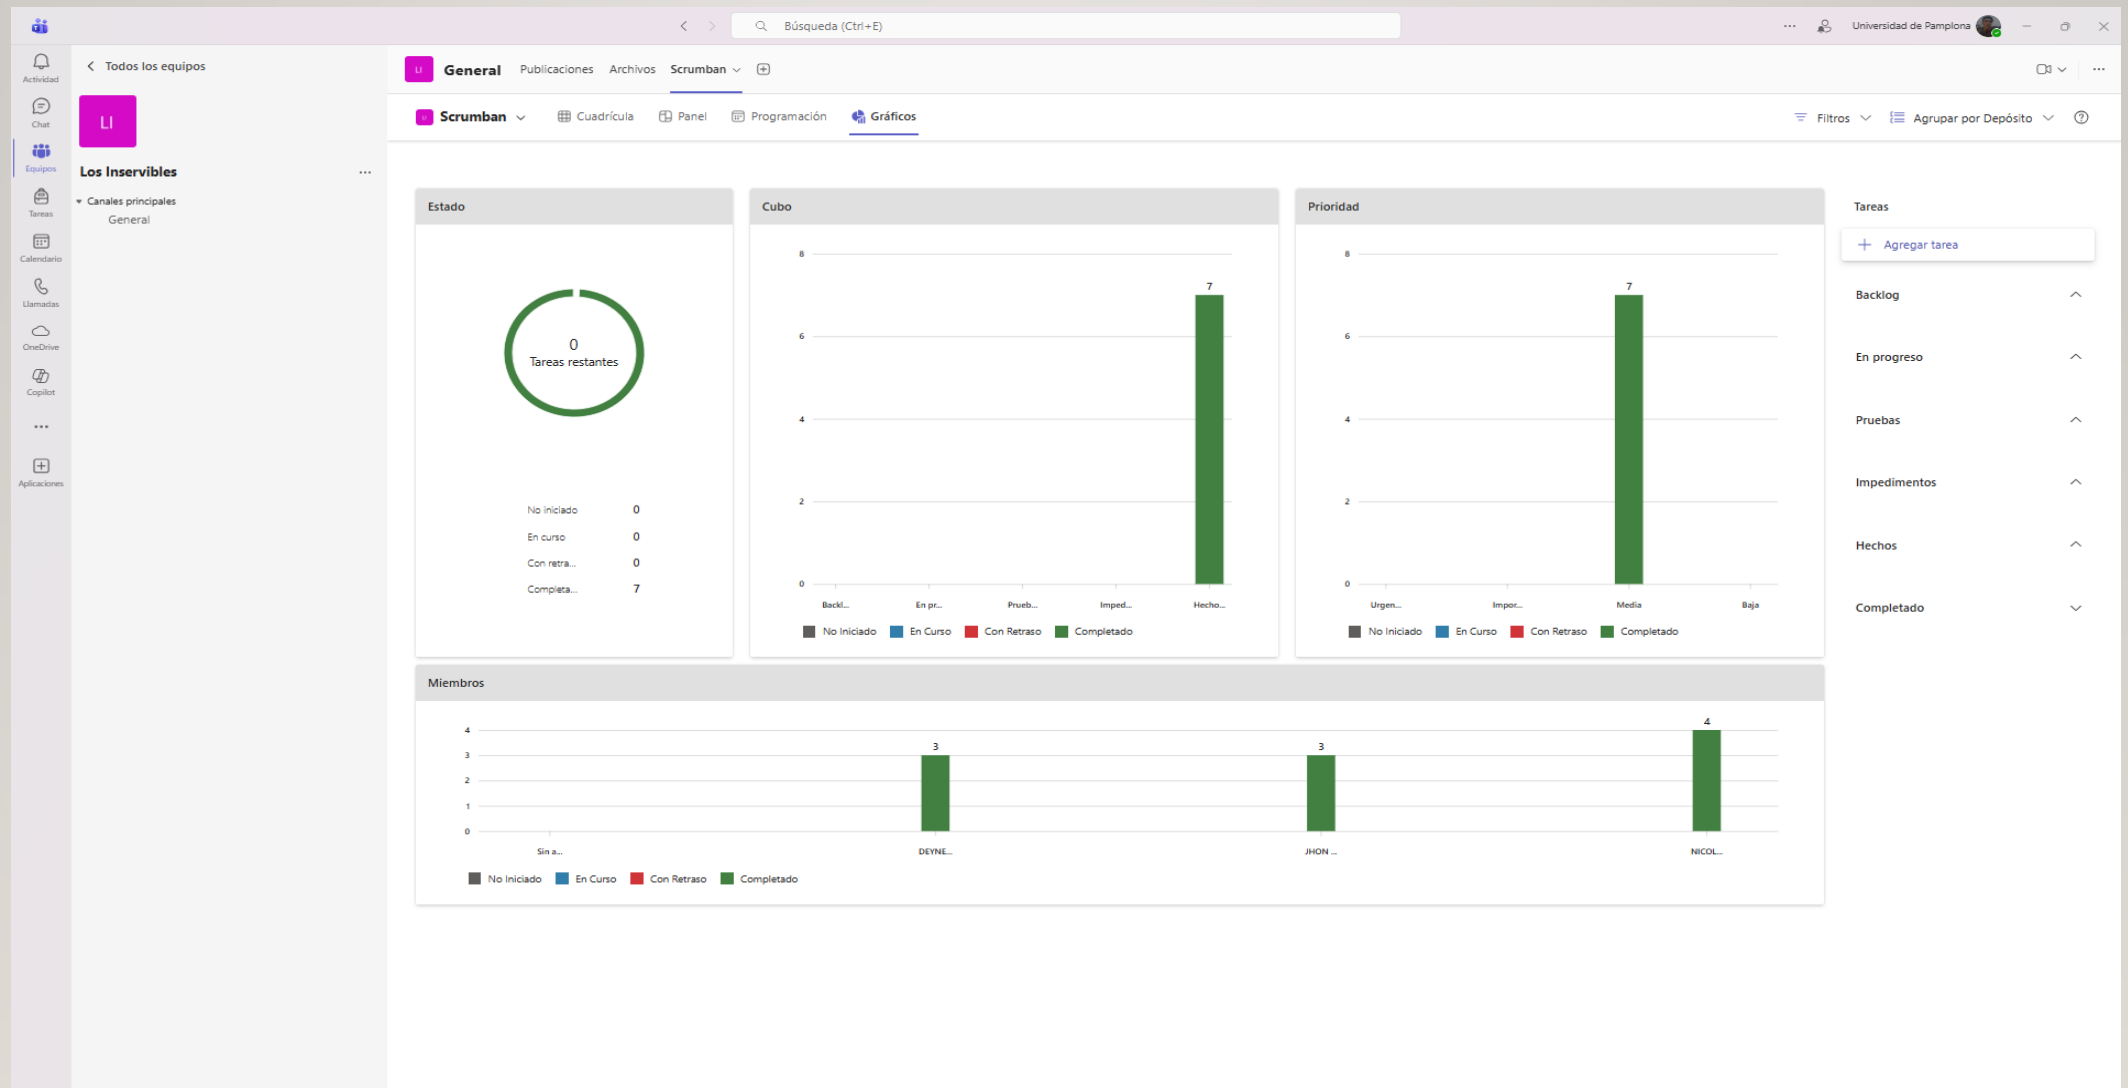 Búsqueda (Ctrl+E)
Universidad de Pamplona
Actividad
Chat
Equipos
Tareas
Calendario
Llamadas
OneDrive
Copilot
Aplicaciones
Todos los equipos
LI
Los Inservibles
Canales principales
General
LI
General
Publicaciones
Archivos
Scrumban
Scrumban
Cuadrícula
Panel
Programación
Gráficos
Filtros
Agrupar por Depósito
Estado
0
Tareas restantes
No iniciado 0
En curso 0
Con retra... 0
Completa... 7
Cubo
8
6
4
2
0
7
Backl...
En pr...
Prueb...
Imped...
Hecho...
No Iniciado
En Curso
Con Retraso
Completado
Prioridad
8
6
4
2
0
7
Urgen...
Impor...
Media
Baja
No Iniciado
En Curso
Con Retraso
Completado
Miembros
4
3
2
1
0
3
3
4
Sin a...
DEYNE...
JHON ...
NICOL...
No Iniciado
En Curso
Con Retraso
Completado
Tareas
Agregar tarea
Backlog
En progreso
Pruebas
Impedimentos
Hechos
Completado